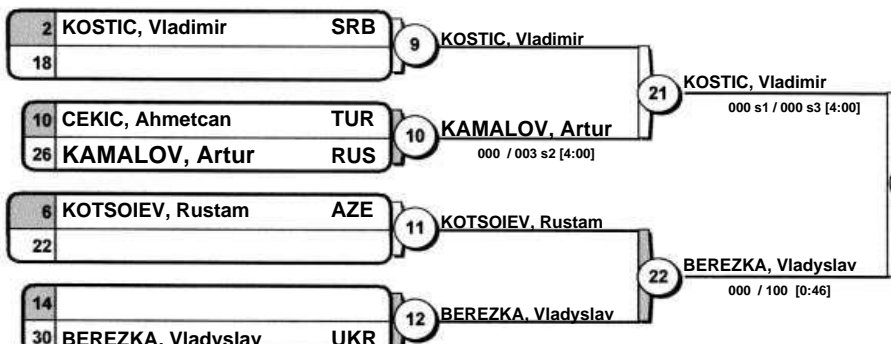 2 KOSTIC, Vladimir SRB
18
9 KOSTIC, Vladimir
10 CEKIC, Ahmetcan TUR
26 KAMALOV, Artur RUS
10 KAMALOV, Artur
000 / 003 s2 [4:00]
21 KOSTIC, Vladimir
000 s1 / 000 s3 [4:00]
6 KOTSOIEV, Rustam AZE
22
11 KOTSOIEV, Rustam
14
30 BEREZKA, Vladyslav UKR
12 BEREZKA, Vladyslav
22 BEREZKA, Vladyslav
000 / 100 [0:46]